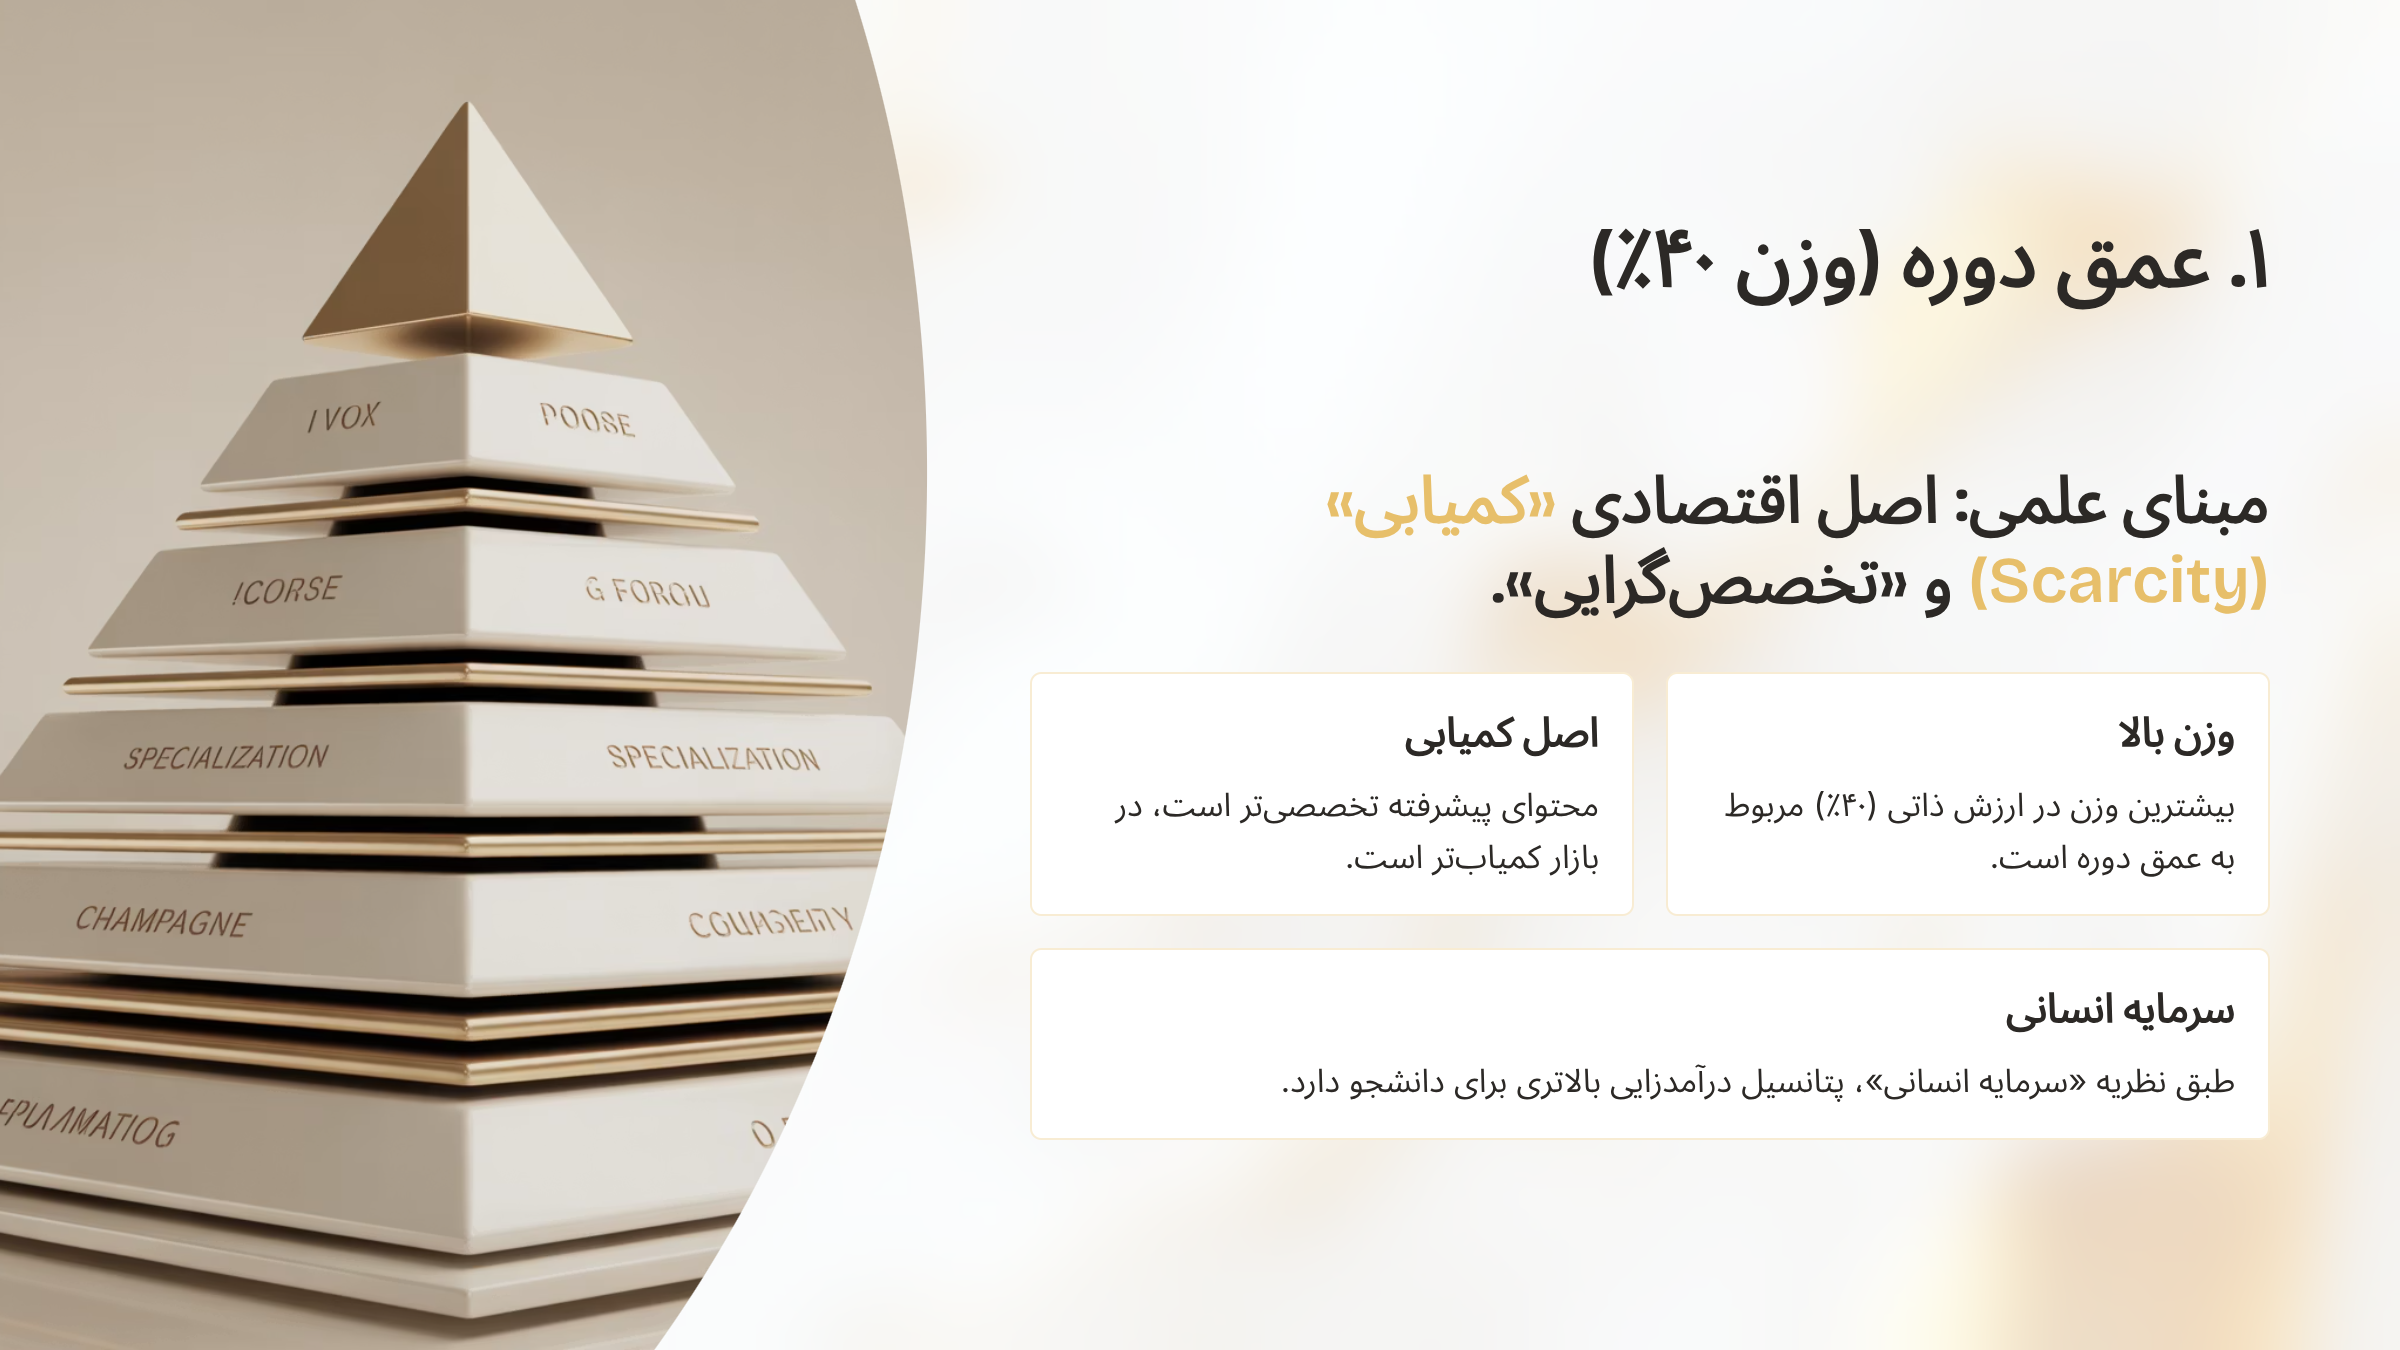 ۱. عمق دوره (وزن ۴۰٪)
مبنای علمی: اصل اقتصادی «کمیابی»
(Scarcity) و «تخصص‌گرایی».
وزن بالا
بیشترین وزن در ارزش ذاتی (۴۰٪) مربوط
به عمق دوره است.
اصل کمیابی
محتوای پیشرفته تخصصی‌تر است، در
بازار کمیاب‌تر است.
سرمایه انسانی
طبق نظریه «سرمایه انسانی»، پتانسیل درآمدزایی بالاتری برای دانشجو دارد.
I VOX
POOSE
!CORSE
G FOROU
SPECIALIZATION
SPECIALIZATION
CHAMPAGNE